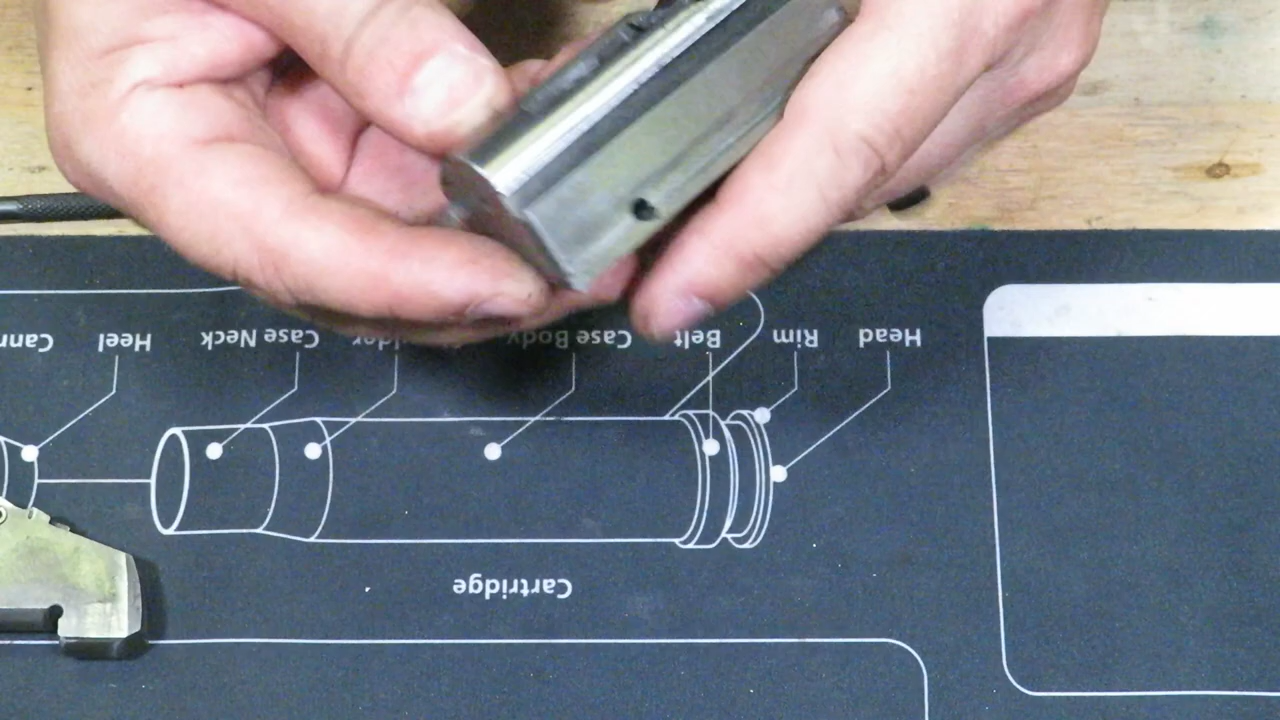 Head
Rim
Belt
Case Body
Case Neck
Heel
Cartridge